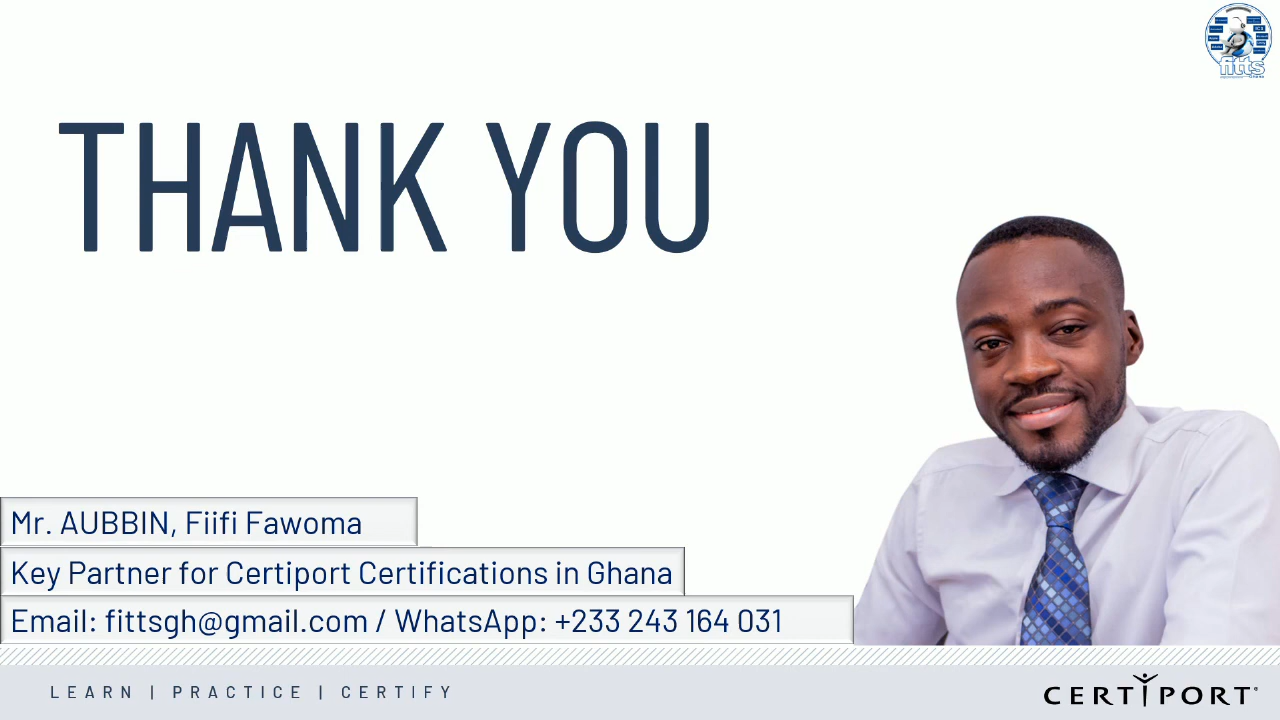 fitts
THANK YOU
Mr. AUBBIN, Fiifi Fawoma
Key Partner for Certiport Certifications in Ghana
Email: fittsgh@gmail.com / WhatsApp: +233 243 164 031
LEARN | PRACTICE | CERTIFY
CERTIPORT